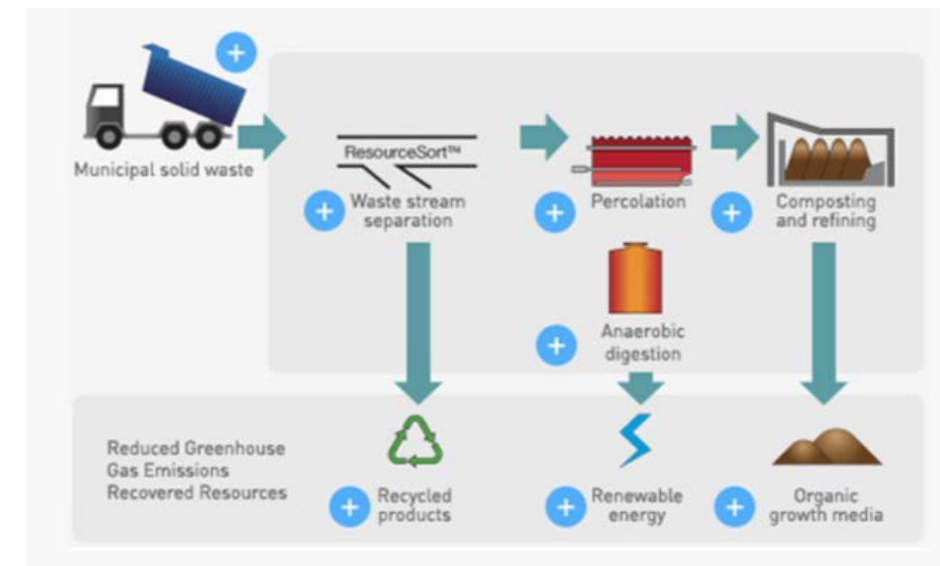 Municipal solid waste
ResourceSort™
Waste stream
separation
Percolation
Composting
and refining
Anaerobic
digestion
Reduced Greenhouse
Gas Emissions
Recovered Resources
Recycled
products
Renewable
energy
Organic
growth media